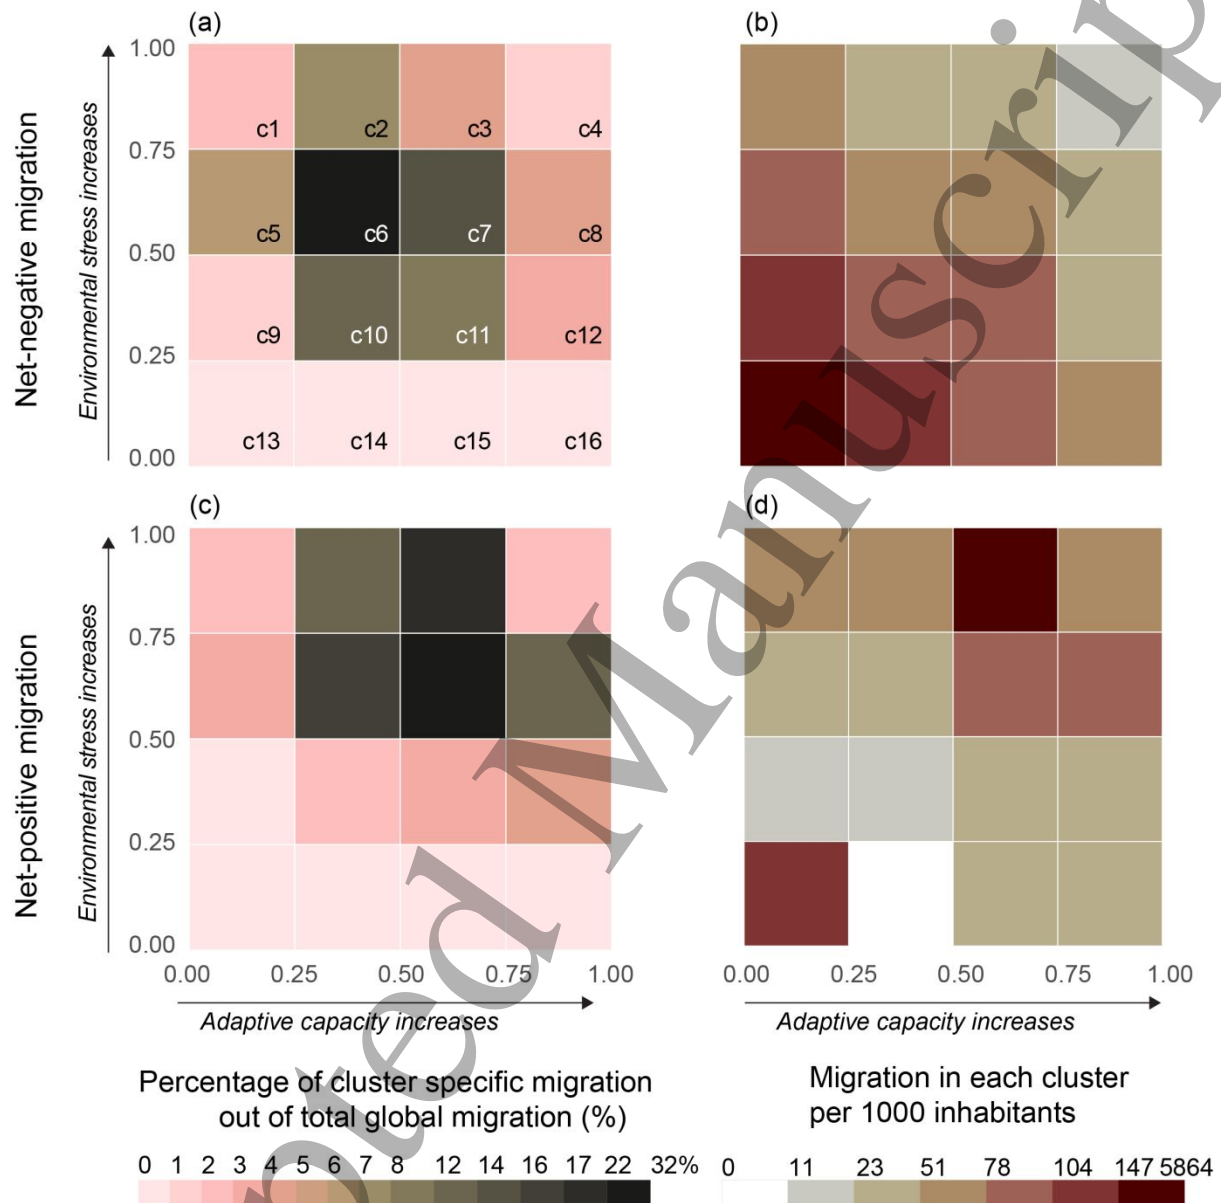 (a)
(b)
Net-negative migration
Environmental stress increases
1.00
0.75
0.50
0.25
0.00
c1 c2 c3 c4
c5 c6 c7 c8
c9 c10 c11 c12
c13 c14 c15 c16
(c)
(d)
Net-positive migration
Environmental stress increases
1.00
0.75
0.50
0.25
0.00
0.00 0.25 0.50 0.75 1.00
Adaptive capacity increases
0.00 0.25 0.50 0.75 1.00
Adaptive capacity increases
Percentage of cluster specific migration
out of total global migration (%)
0 1 2 3 4 5 6 7 8 12 14 16 17 22 32%
Migration in each cluster
per 1000 inhabitants
0 11 23 51 78 104 147 5864
pted Manuscrip